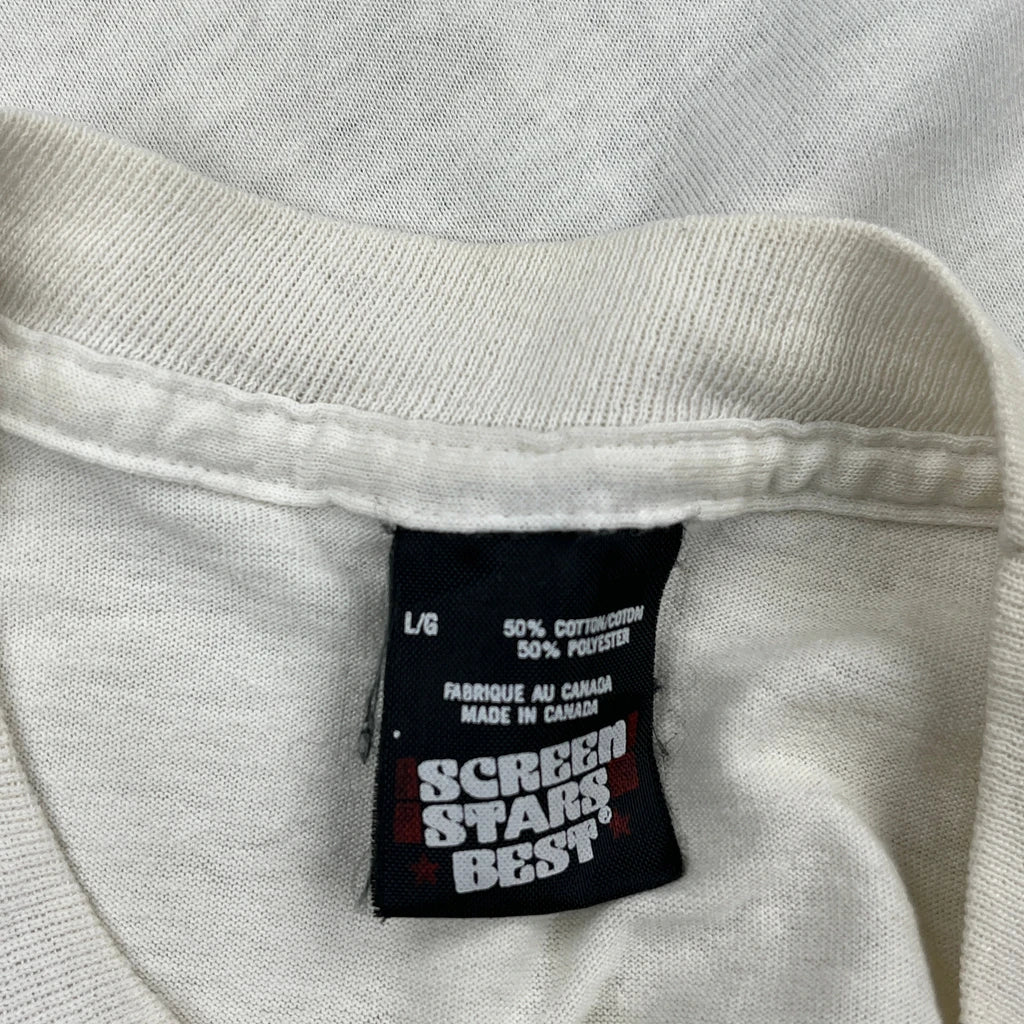 L/G
50% COTTON/COTON
50% POLYESTER
FABRIQUE AU CANADA
MADE IN CANADA
SCREEN
STARS
BEST®